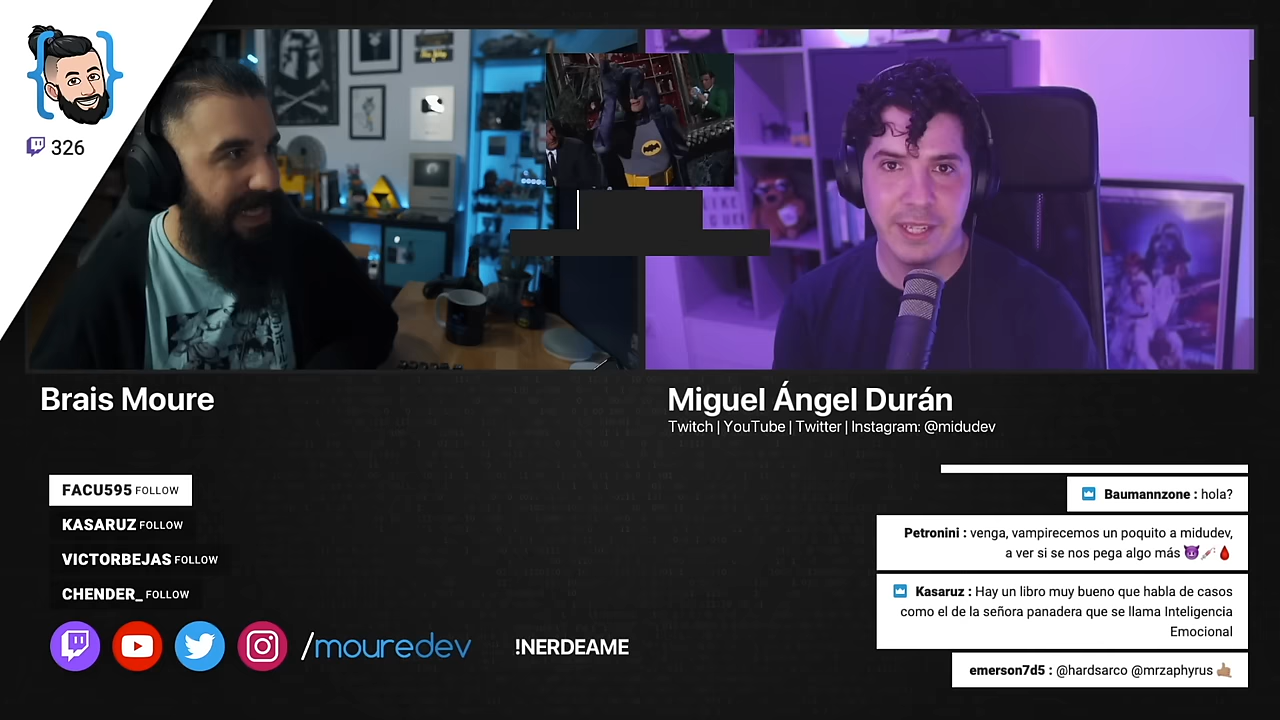 326
Brais Moure
Miguel Ángel Durán
Twitch | YouTube | Twitter | Instagram: @midudev
FACU595 FOLLOW
KASARUZ FOLLOW
VICTORBEJAS FOLLOW
CHENDER_ FOLLOW
/mouredev
!NERDEAME
Baumannzone : hola?
Petronini : venga, vampirecemos un poquito a midudev,
a ver si se nos pega algo más 😈💉🩸
Kasaruz : Hay un libro muy bueno que habla de casos
como el de la señora panadera que se llama Inteligencia
Emocional
emerson7d5 : @hardsarco @mrzaphyrus 🤙🏽